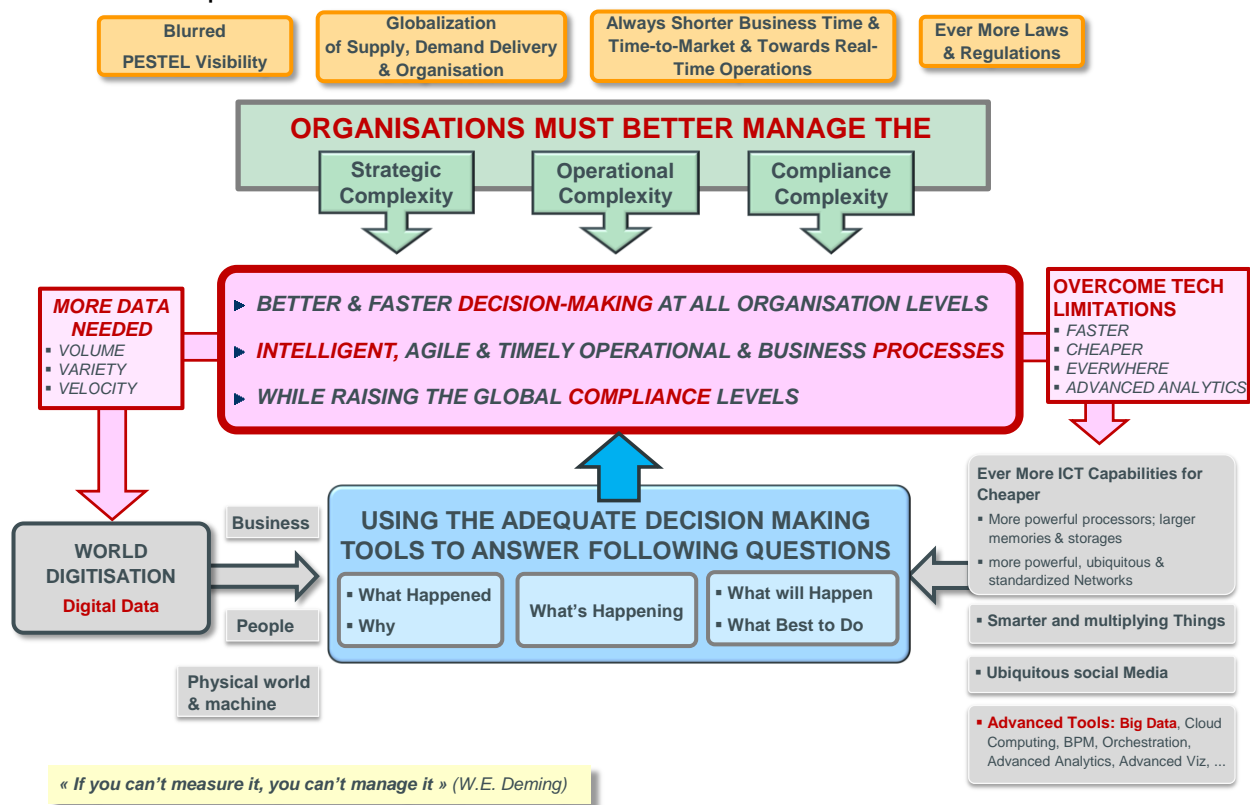 Blurred
PESTEL Visibility
Globalization
of Supply, Demand Delivery
& Organisation
Always Shorter Business Time &
Time-to-Market & Towards Real-
Time Operations
Ever More Laws
& Regulations
ORGANISATIONS MUST BETTER MANAGE THE
Strategic
Complexity
Operational
Complexity
Compliance
Complexity
MORE DATA
NEEDED
▪ VOLUME
▪ VARIETY
▪ VELOCITY
► BETTER & FASTER DECISION-MAKING AT ALL ORGANISATION LEVELS
► INTELLIGENT, AGILE & TIMELY OPERATIONAL & BUSINESS PROCESSES
► WHILE RAISING THE GLOBAL COMPLIANCE LEVELS
OVERCOME TECH
LIMITATIONS
▪ FASTER
▪ CHEAPER
▪ EVERWHERE
▪ ADVANCED ANALYTICS
WORLD
DIGITISATION
Digital Data
Business
People
Physical world
& machine
USING THE ADEQUATE DECISION MAKING
TOOLS TO ANSWER FOLLOWING QUESTIONS
▪ What Happened
▪ Why
What's Happening
▪ What will Happen
▪ What Best to Do
Ever More ICT Capabilities for
Cheaper
▪ More powerful processors; larger
memories & storages
▪ more powerful, ubiquitous &
standardized Networks
▪ Smarter and multiplying Things
▪ Ubiquitous social Media
▪ Advanced Tools: Big Data, Cloud
Computing, BPM, Orchestration,
Advanced Analytics, Advanced Viz, ...
« If you can't measure it, you can't manage it » (W.E. Deming)